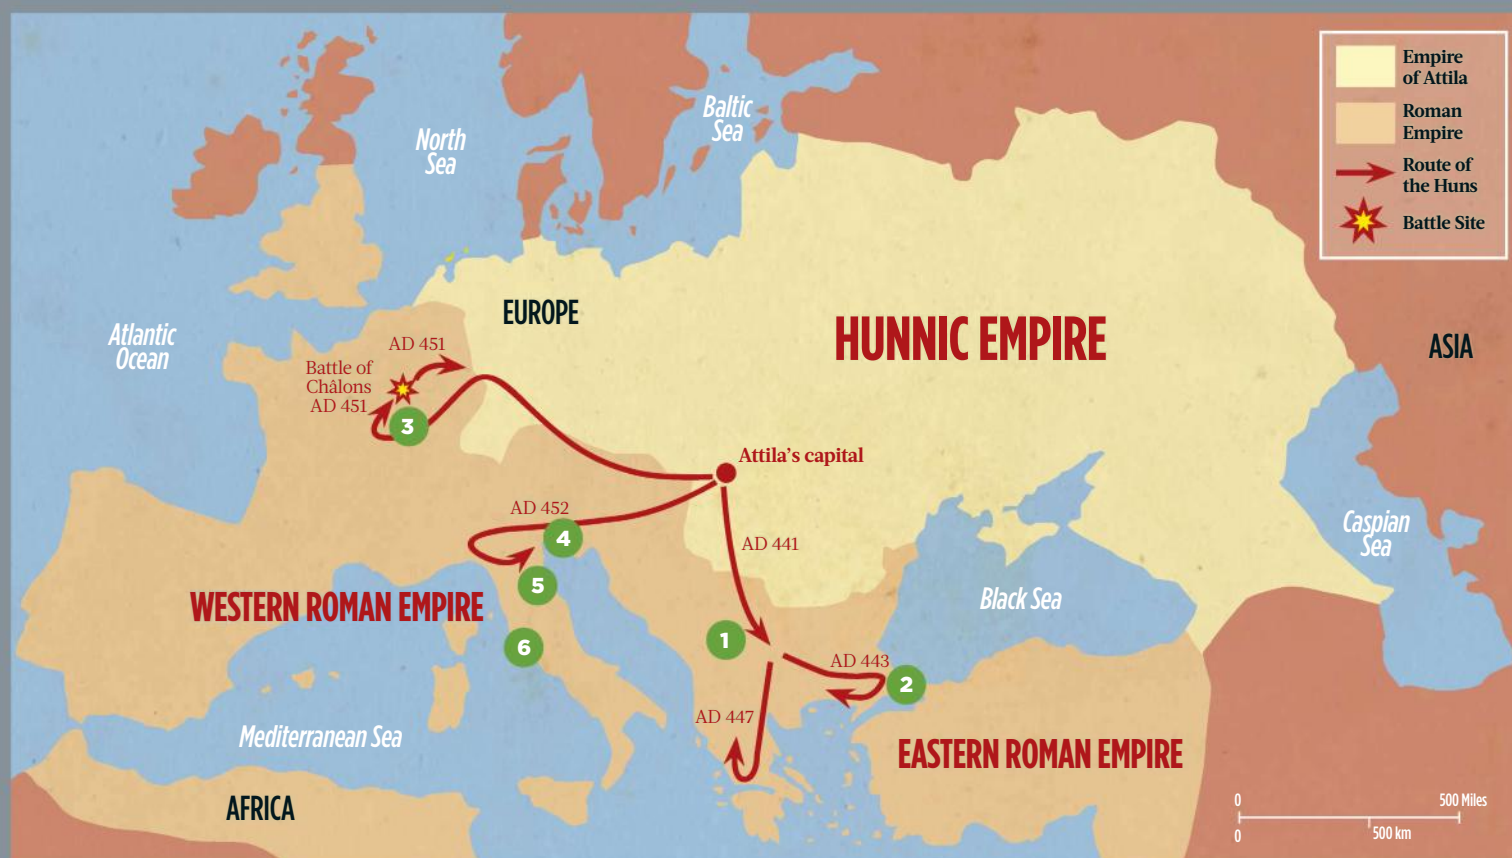 Empire
of Attila
Roman
Empire
Route of
the Huns
Battle Site
Baltic
Sea
North
Sea
EUROPE
HUNNIC EMPIRE
Atlantic
Ocean
ASIA
AD 451
Battle of
Châlons
AD 451
3
Attila's capital
AD 452
4
AD 441
Caspian
Sea
5
Black Sea
WESTERN ROMAN EMPIRE
6
1
AD 443
2
AD 447
Mediterranean Sea
EASTERN ROMAN EMPIRE
AFRICA
0
500 Miles
0
500 km